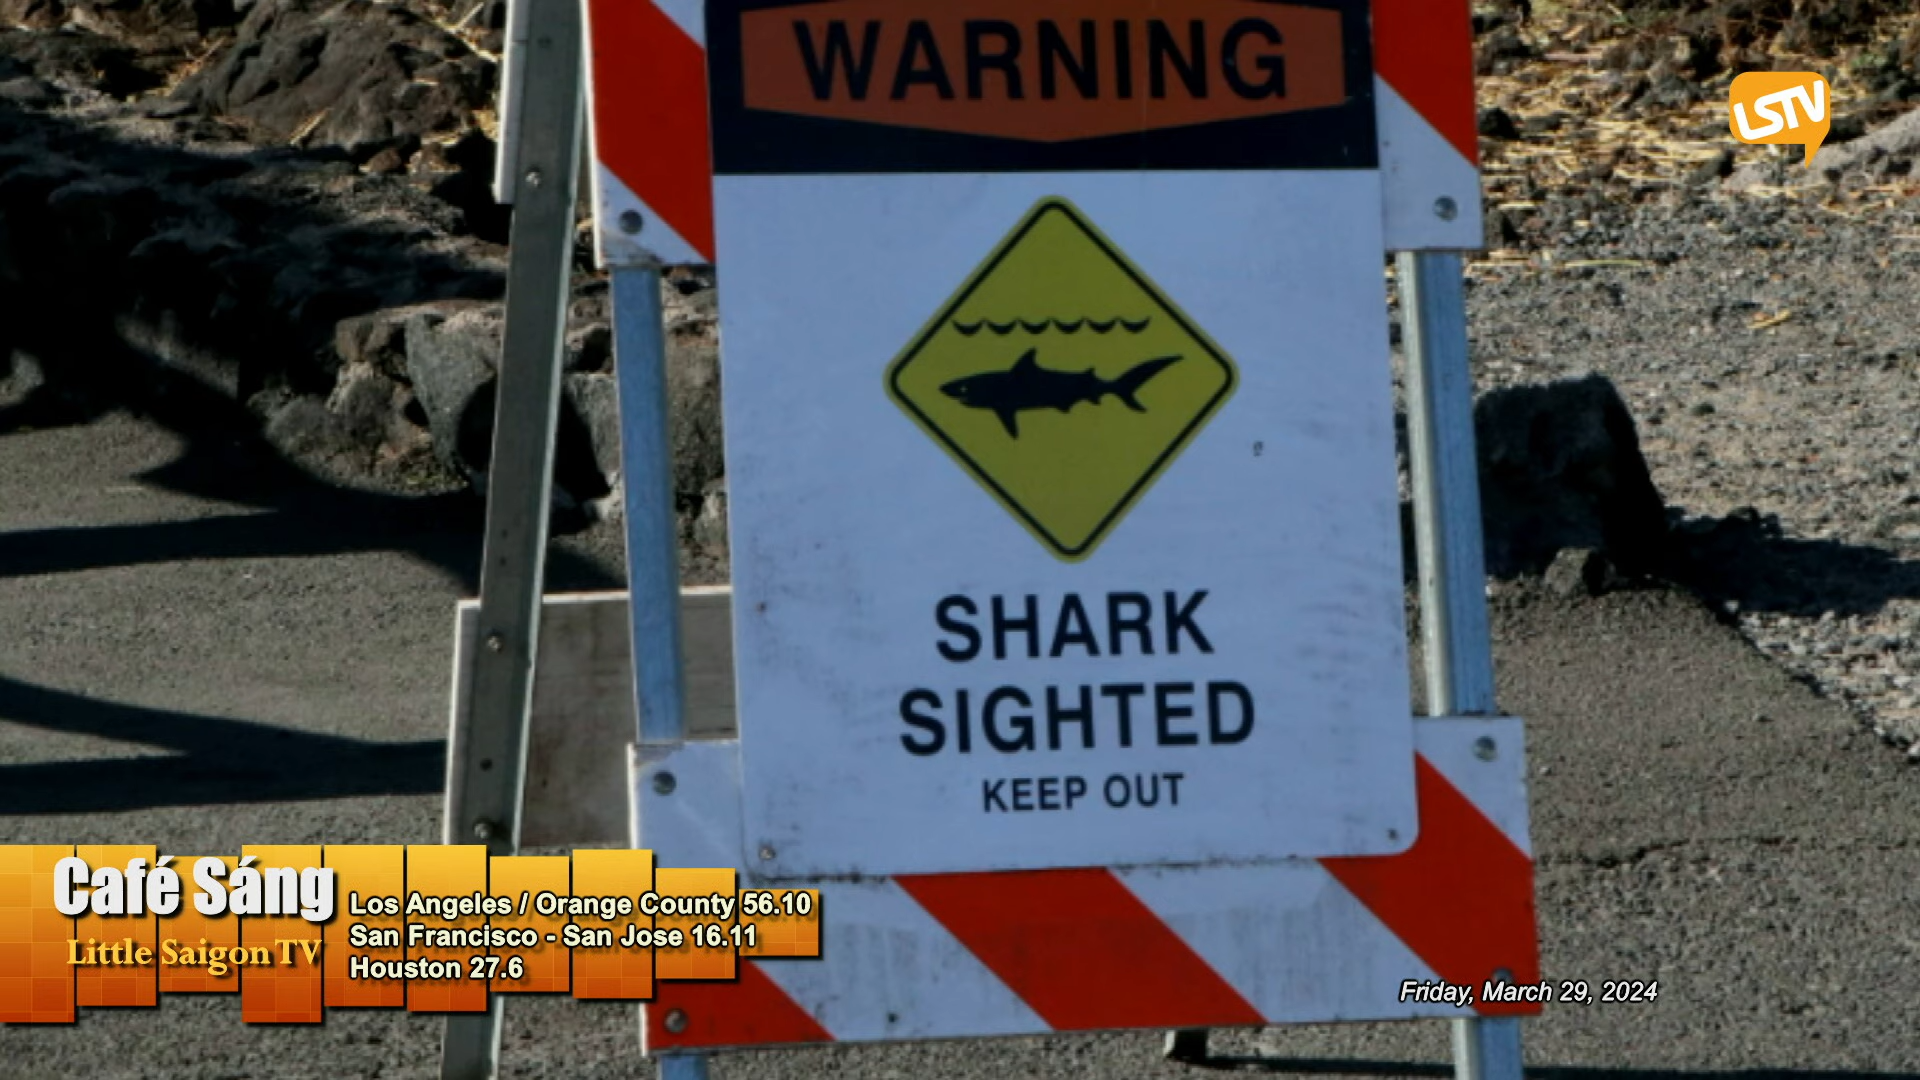 WARNING
LSTV
SHARK
SIGHTED
KEEP OUT
Café Sáng
Little Saigon TV
Los Angeles / Orange County 56.10
San Francisco - San Jose 16.11
Houston 27.6
Friday, March 29, 2024